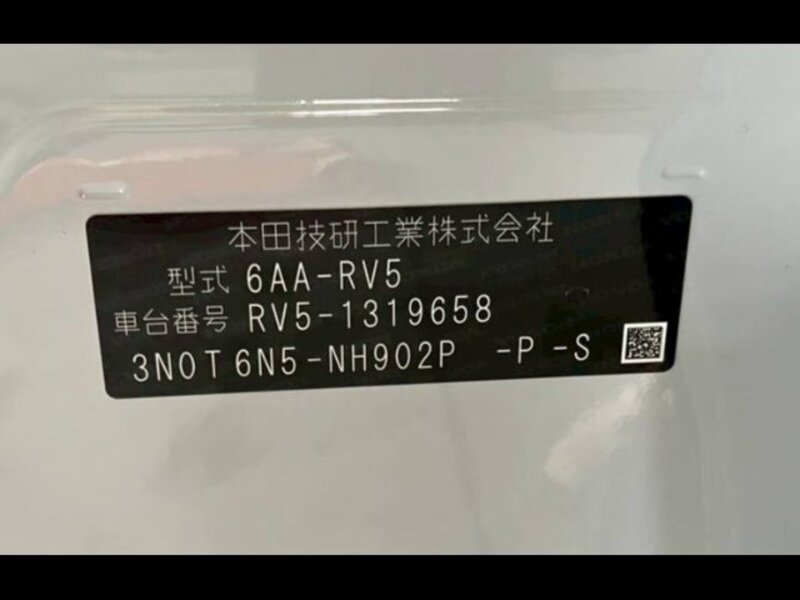 本田技研工業株式会社
型式 6AA-RV5
車台番号 RV5-1319658
3N0T6N5-NH902P -P-S